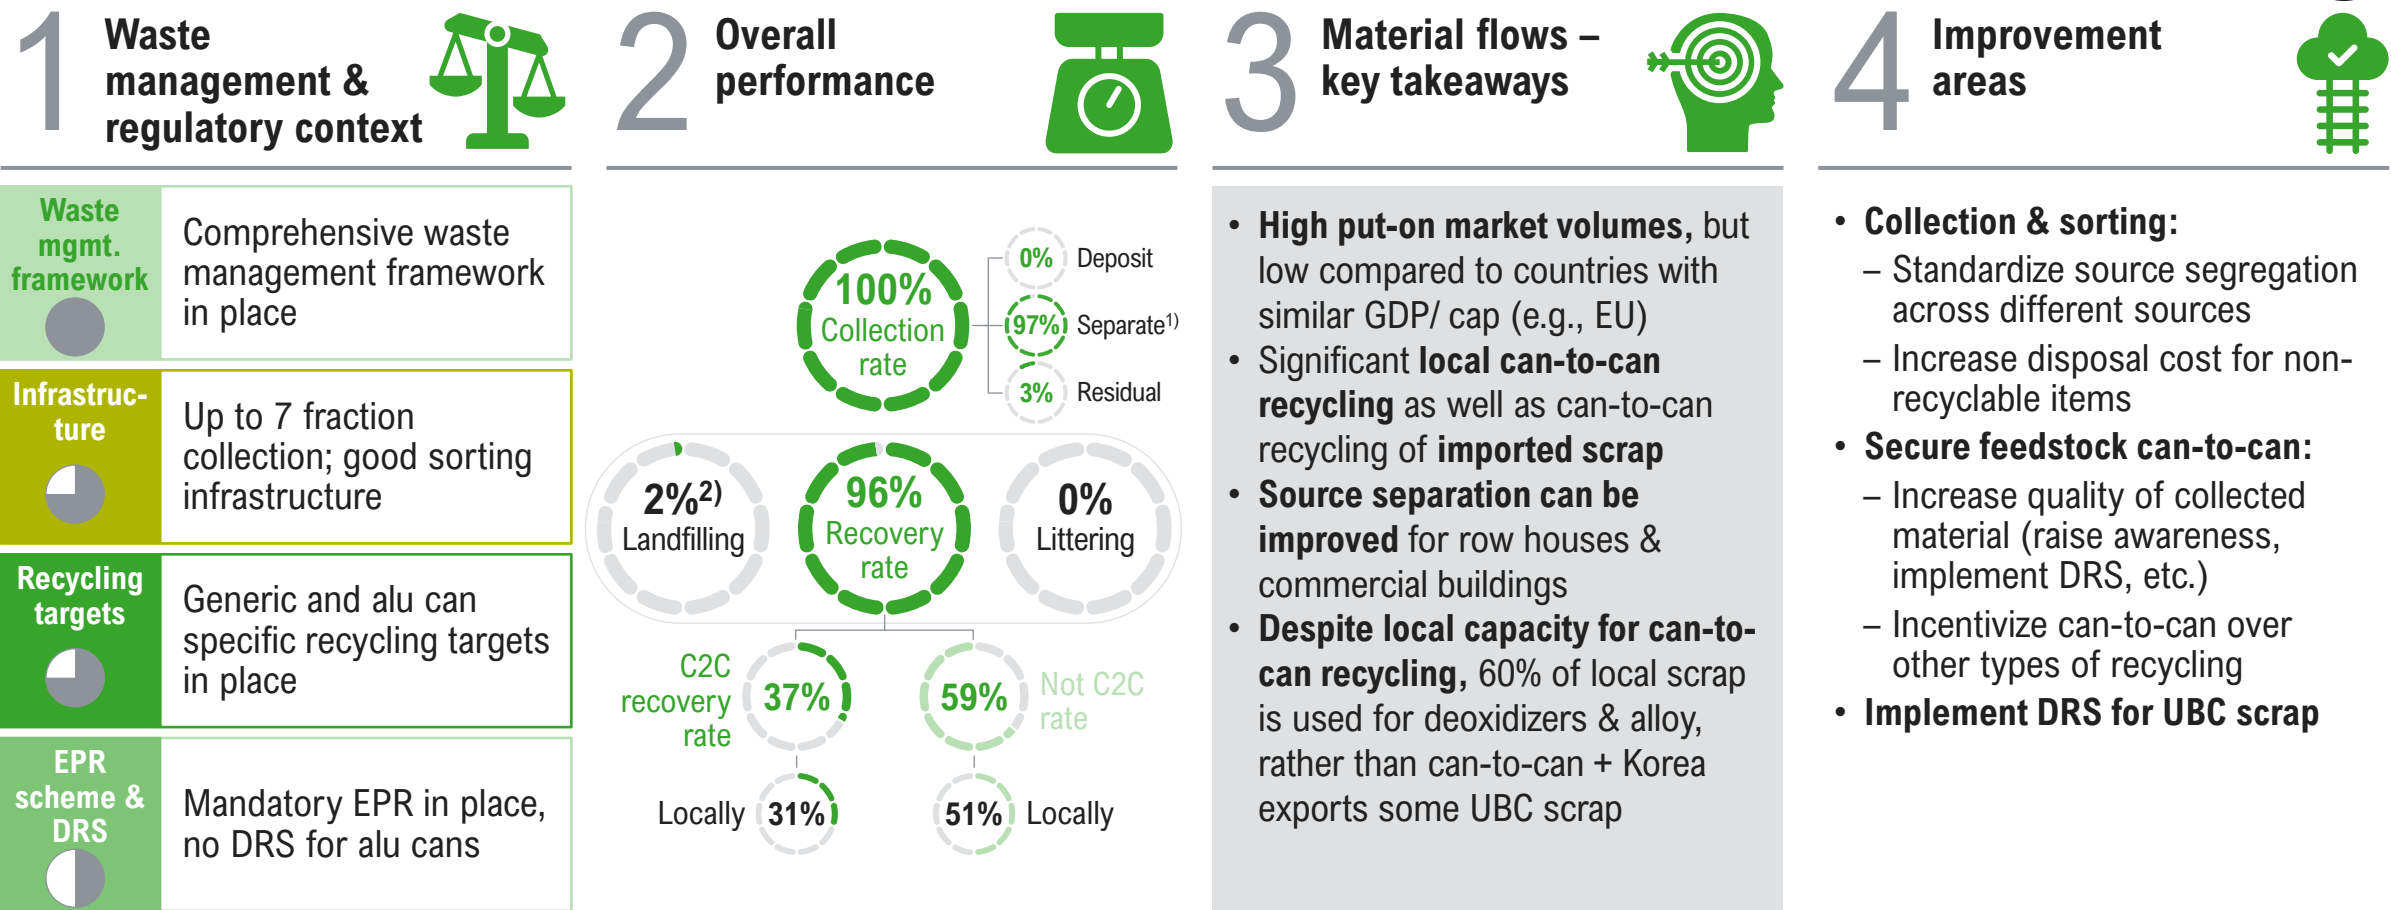 1
Waste
management &
regulatory context
Waste
mgmt.
framework
Comprehensive waste
management framework
in place
Infrastruc-
ture
Up to 7 fraction
collection; good sorting
infrastructure
Recycling
targets
Generic and alu can
specific recycling targets
in place
EPR
scheme &
DRS
Mandatory EPR in place,
no DRS for alu cans
2
Overall
performance
100%
Collection
rate
0% Deposit
97% Separate1)
3% Residual
2%2)
Landfilling
96%
Recovery
rate
0%
Littering
C2C
recovery
rate
37%
59%
Not C2C
rate
Locally 31%
51% Locally
3
Material flows –
key takeaways
• High put-on market volumes, but
low compared to countries with
similar GDP/ cap (e.g., EU)
• Significant local can-to-can
recycling as well as can-to-can
recycling of imported scrap
• Source separation can be
improved for row houses &
commercial buildings
• Despite local capacity for can-to-
can recycling, 60% of local scrap
is used for deoxidizers & alloy,
rather than can-to-can + Korea
exports some UBC scrap
4
Improvement
areas
• Collection & sorting:
– Standardize source segregation
across different sources
– Increase disposal cost for non-
recyclable items
• Secure feedstock can-to-can:
– Increase quality of collected
material (raise awareness,
implement DRS, etc.)
– Incentivize can-to-can over
other types of recycling
• Implement DRS for UBC scrap